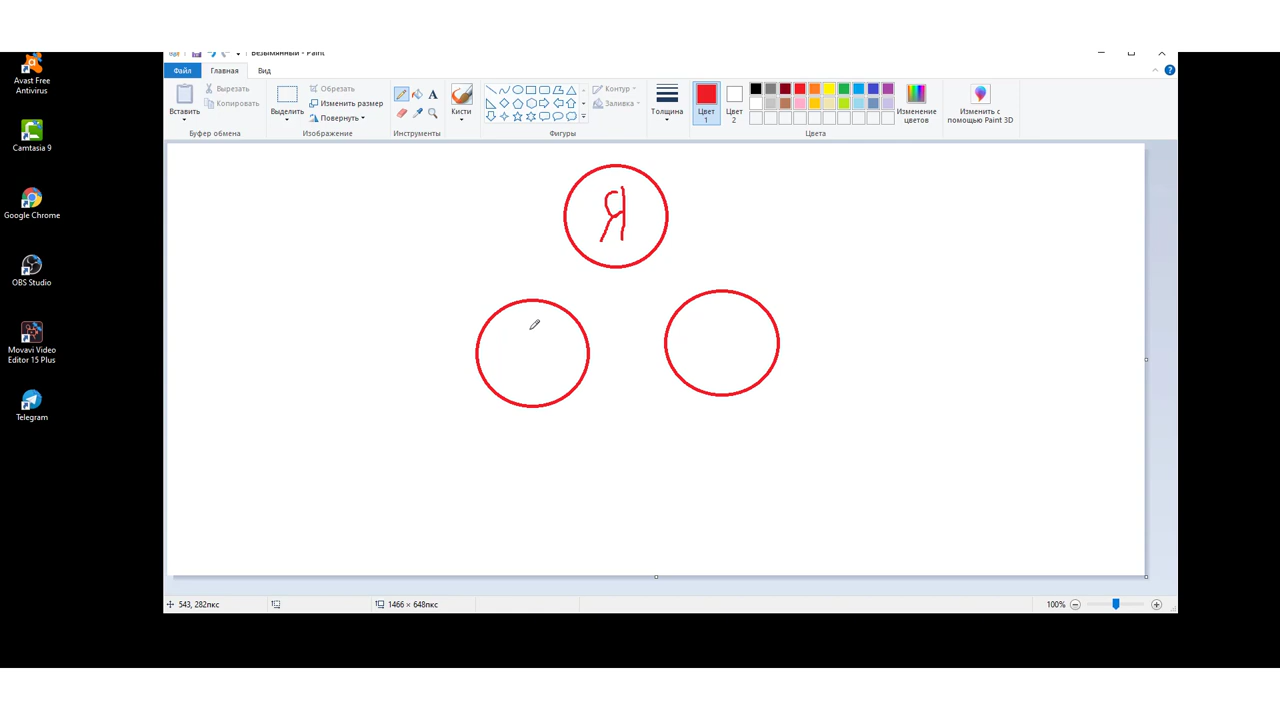 Безымянный - Paint
Файл
Главная
Вид
Вставить
Вырезать
Копировать
Буфер обмена
Выделить
Обрезать
Изменить размер
Повернуть
Изображение
Инструменты
Кисти
Фигуры
Контур
Заливка
Толщина
Цвет
1
Цвет
2
Цвета
Изменение
цветов
Изменить с
помощью Paint 3D
Avast Free
Antivirus
Camtasia 9
Google Chrome
OBS Studio
Movavi Video
Editor 15 Plus
Telegram
Я
543, 282пкс
1466 × 648пкс
100%